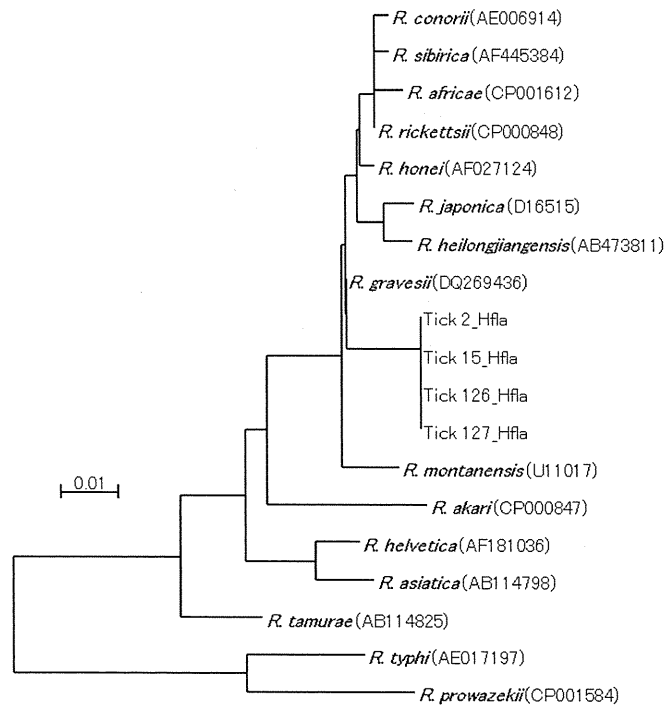 R. conorii(AE006914)
R. sibirica(AF445384)
R. africae(CP001612)
R. rickettsii(CP000848)
R. honei(AF027124)
R. japonica(D16515)
R. heilongjiangensis(AB473811)
R. gravesii(DQ269436)
Tick 2_Hfla
Tick 15_Hfla
Tick 126_Hfla
Tick 127_Hfla
R. montanensis(U11017)
0.01
R. akari(CP000847)
R. helvetica(AF181036)
R. asiatica(AB114798)
R. tamurae(AB114825)
R. typhi(AE017197)
R. prowazekii(CP001584)